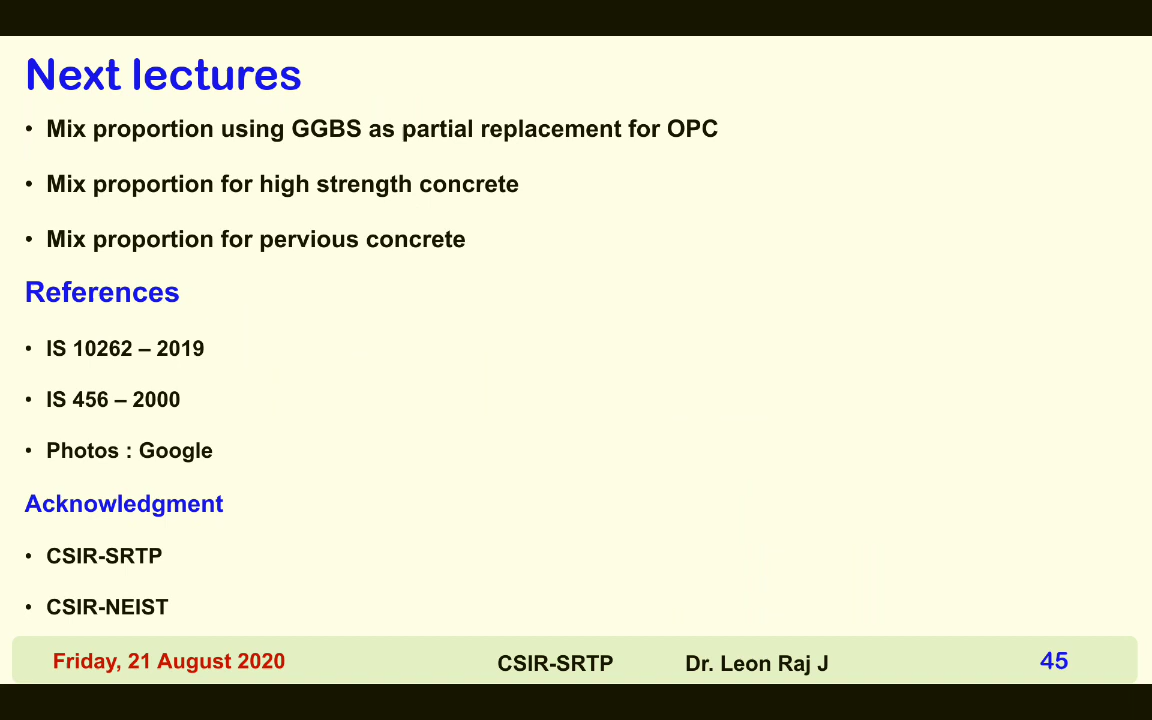 Next lectures
• Mix proportion using GGBS as partial replacement for OPC
• Mix proportion for high strength concrete
• Mix proportion for pervious concrete
References
• IS 10262 – 2019
• IS 456 – 2000
• Photos : Google
Acknowledgment
• CSIR-SRTP
• CSIR-NEIST
Friday, 21 August 2020 CSIR-SRTP Dr. Leon Raj J 45